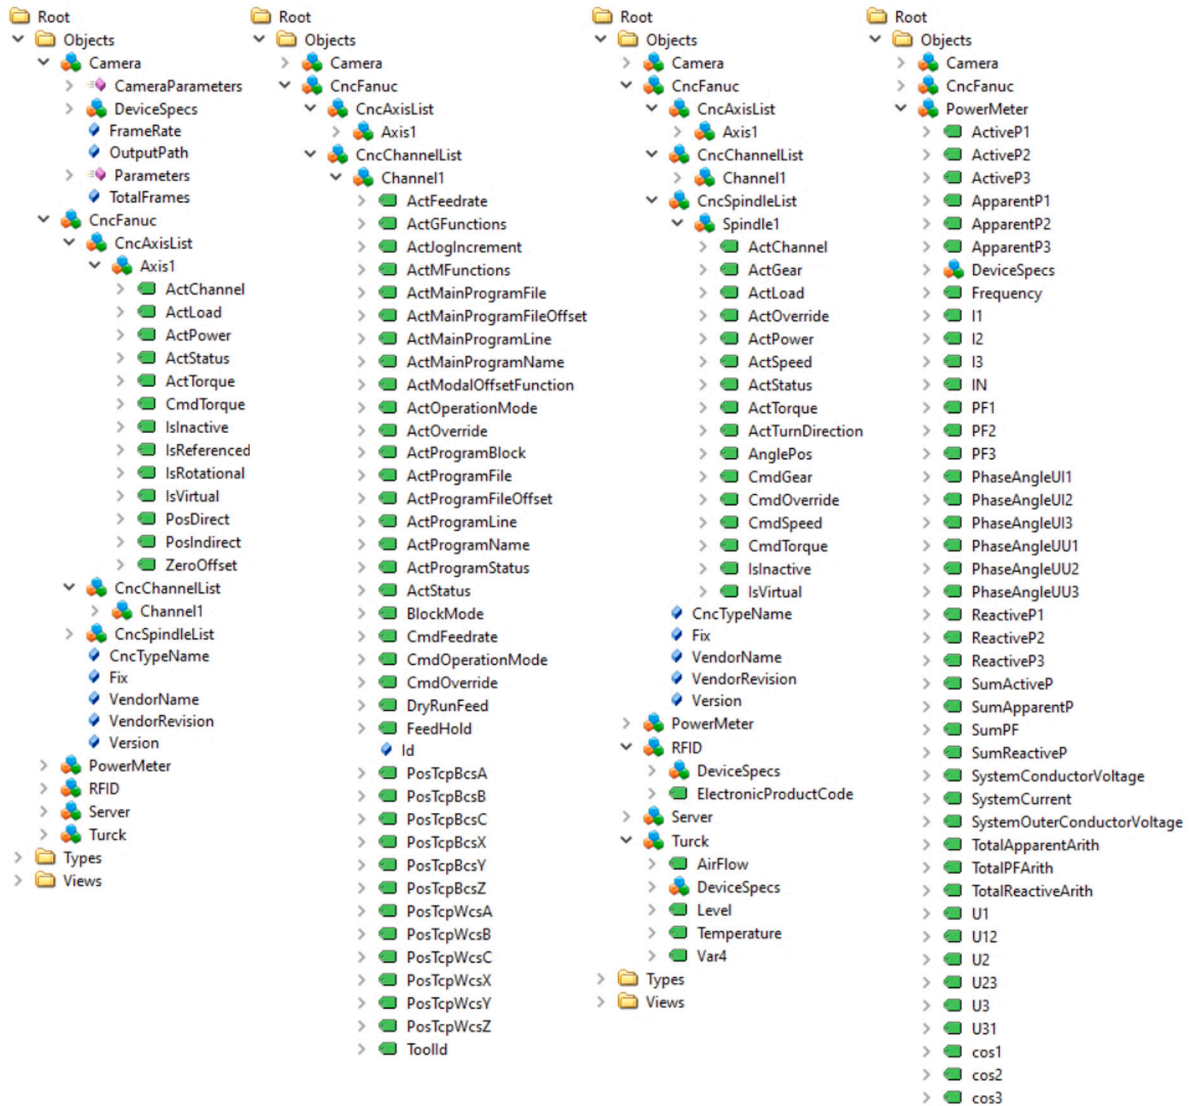 Root
Objects
Camera
CameraParameters
DeviceSpecs
FrameRate
OutputPath
Parameters
TotalFrames
CncFanuc
CncAxisList
Axis1
ActChannel
ActLoad
ActPower
ActStatus
ActTorque
CmdTorque
IsInactive
IsReferenced
IsRotational
IsVirtual
PosDirect
PosIndirect
ZeroOffset
CncChannelList
Channel1
CncSpindleList
CncTypeName
Fix
VendorName
VendorRevision
Version
PowerMeter
RFID
Server
Turck
Types
Views
Root
Objects
Camera
CncFanuc
CncAxisList
Axis1
CncChannelList
Channel1
ActFeedrate
ActGFunctions
ActJogIncrement
ActMFunctions
ActMainProgramFile
ActMainProgramFileOffset
ActMainProgramLine
ActMainProgramName
ActModalOffsetFunction
ActOperationMode
ActOverride
ActProgramBlock
ActProgramFile
ActProgramFileOffset
ActProgramLine
ActProgramName
ActProgramStatus
ActStatus
BlockMode
CmdFeedrate
CmdOperationMode
CmdOverride
DryRunFeed
FeedHold
Id
PosTcpBcsA
PosTcpBcsB
PosTcpBcsC
PosTcpBcsX
PosTcpBcsY
PosTcpBcsZ
PosTcpWcsA
PosTcpWcsB
PosTcpWcsC
PosTcpWcsX
PosTcpWcsY
PosTcpWcsZ
ToolId
Root
Objects
Camera
CncFanuc
CncAxisList
Axis1
CncChannelList
Channel1
CncSpindleList
Spindle1
ActChannel
ActGear
ActLoad
ActOverride
ActPower
ActSpeed
ActStatus
ActTorque
ActTurnDirection
AnglePos
CmdGear
CmdOverride
CmdSpeed
CmdTorque
IsInactive
IsVirtual
CncTypeName
Fix
VendorName
VendorRevision
Version
PowerMeter
RFID
DeviceSpecs
ElectronicProductCode
Server
Turck
AirFlow
DeviceSpecs
Level
Temperature
Var4
Types
Views
Root
Objects
Camera
CncFanuc
PowerMeter
ActiveP1
ActiveP2
ActiveP3
ApparentP1
ApparentP2
ApparentP3
DeviceSpecs
Frequency
I1
I2
I3
IN
PF1
PF2
PF3
PhaseAngleUI1
PhaseAngleUI2
PhaseAngleUI3
PhaseAngleUU1
PhaseAngleUU2
PhaseAngleUU3
ReactiveP1
ReactiveP2
ReactiveP3
SumActiveP
SumApparentP
SumPF
SumReactiveP
SystemConductorVoltage
SystemCurrent
SystemOuterConductorVoltage
TotalApparentArith
TotalPFArith
TotalReactiveArith
U1
U12
U2
U23
U3
U31
cos1
cos2
cos3